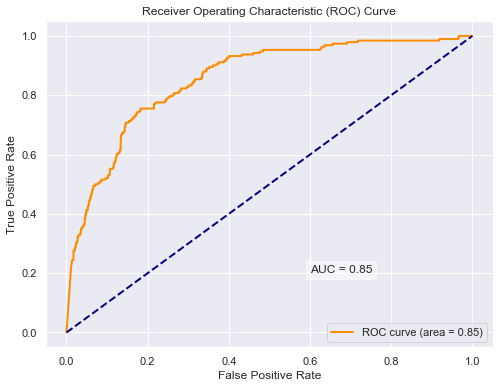 Receiver Operating Characteristic (ROC) Curve
1.0
0.8
0.6
0.4
0.2
0.0
True Positive Rate
AUC = 0.85
ROC curve (area = 0.85)
0.0 0.2 0.4 0.6 0.8 1.0
False Positive Rate